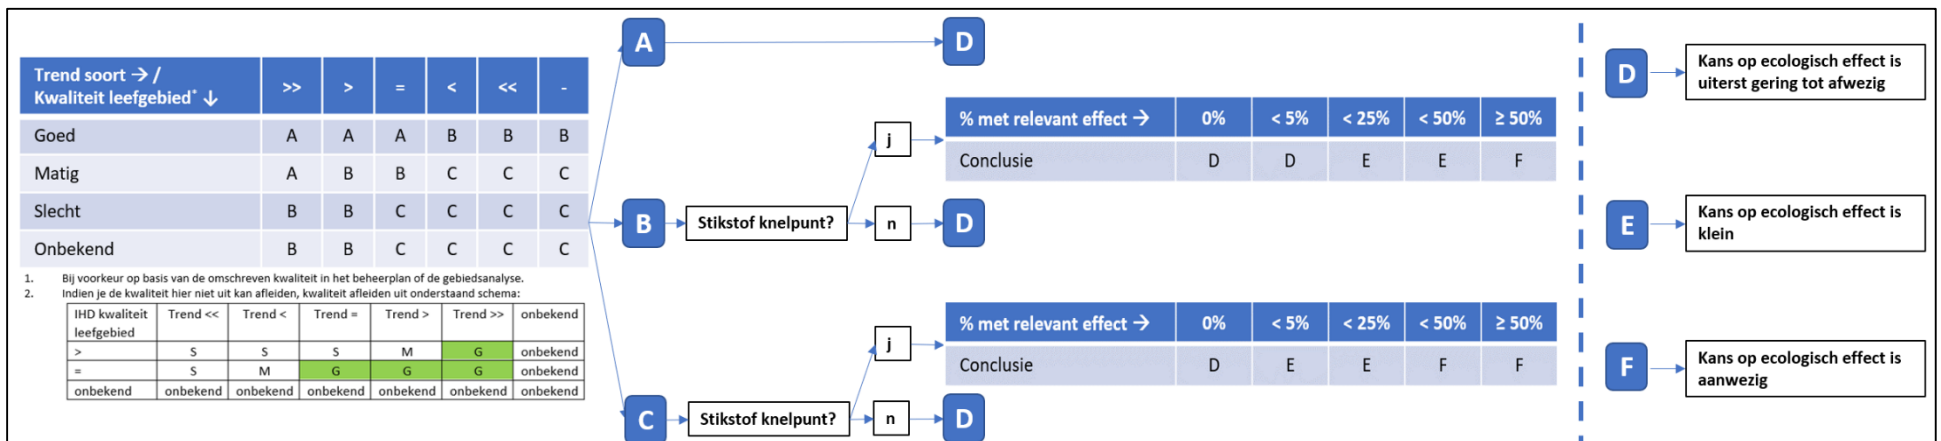 Trend soort → /
Kwaliteit leefgebied* ↓ >> > = < << -
Goed A A A B B B
Matig A B B C C C
Slecht B B C C C C
Onbekend B B C C C C
1. Bij voorkeur op basis van de omschreven kwaliteit in het beheerplan of de gebiedsanalyse.
2. Indien je de kwaliteit hier niet uit kan afleiden, kwaliteit afleiden uit onderstaand schema:
IHD kwaliteit Trend << Trend < Trend = Trend > Trend >> onbekend
leefgebied
> S S S M G onbekend
= S M G G G onbekend
onbekend onbekend onbekend onbekend onbekend onbekend onbekend
A
D
B
Stikstof knelpunt?
j
% met relevant effect → 0% < 5% < 25% < 50% ≥ 50%
Conclusie D D E E F
n
D
C
Stikstof knelpunt?
j
% met relevant effect → 0% < 5% < 25% < 50% ≥ 50%
Conclusie D E E F F
n
D
D
Kans op ecologisch effect is
uiterst gering tot afwezig
E
Kans op ecologisch effect is
klein
F
Kans op ecologisch effect is
aanwezig